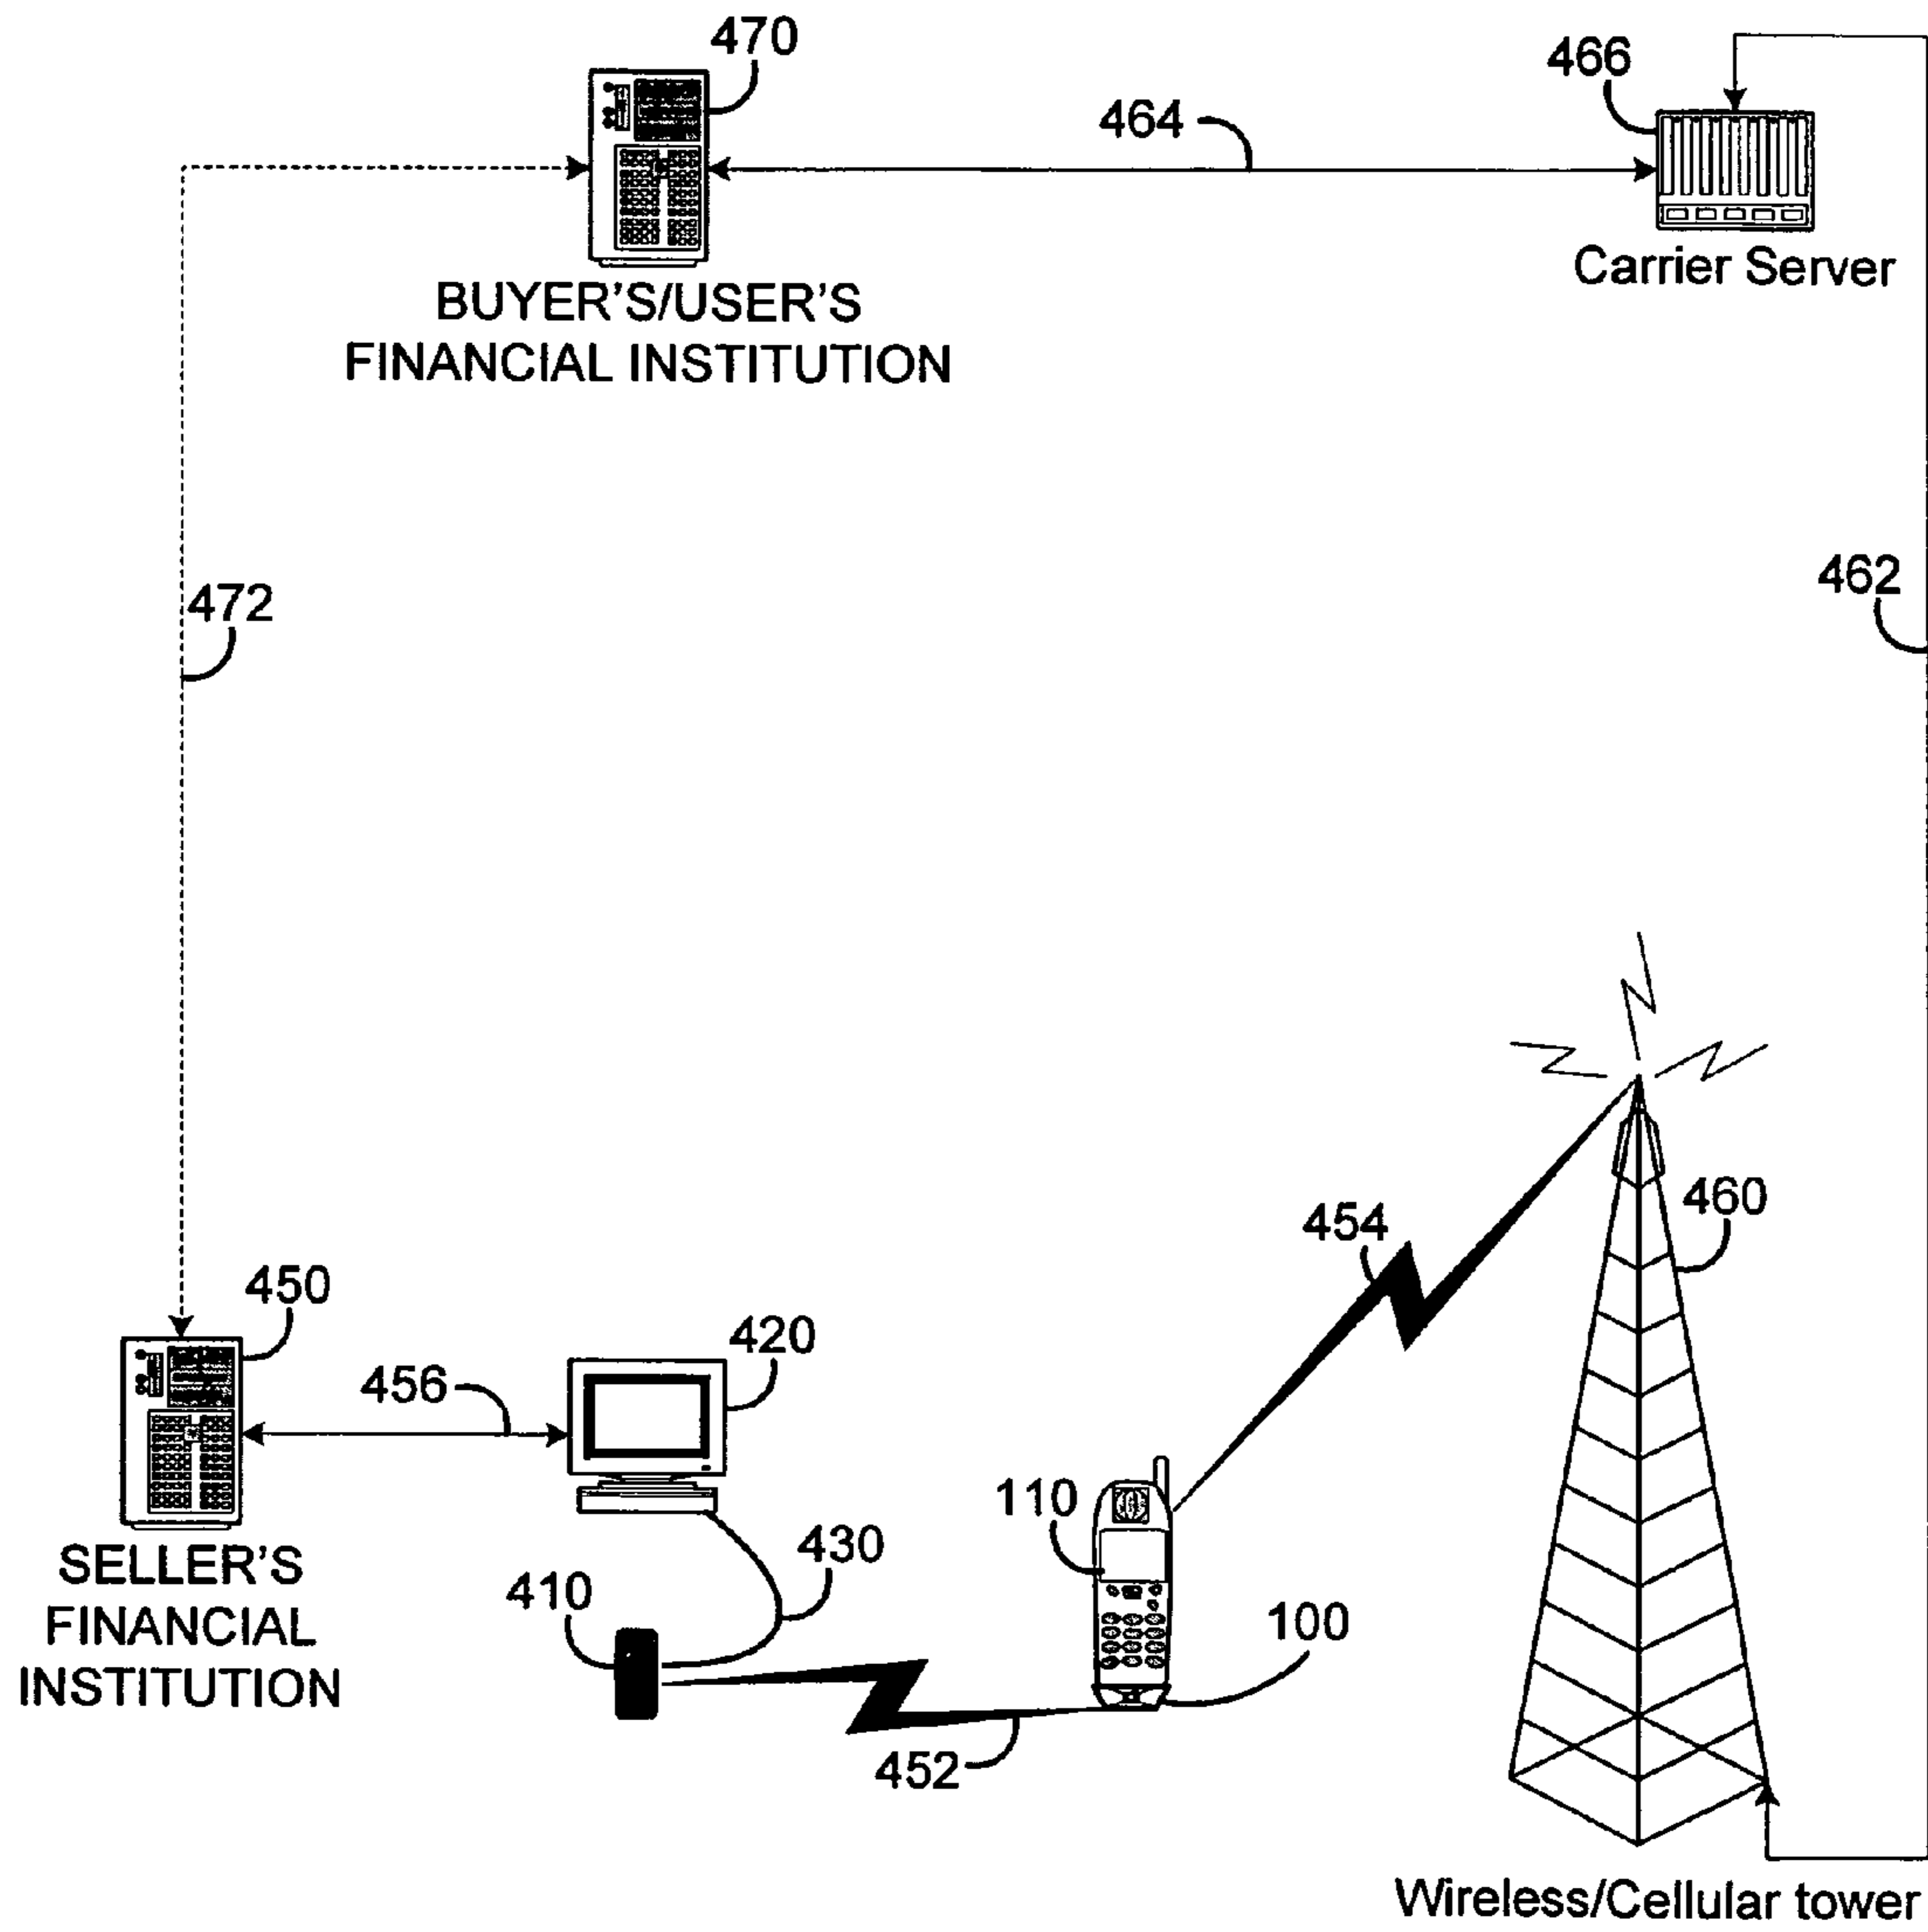 470
466
464
Carrier Server
BUYER'S/USER'S
FINANCIAL INSTITUTION
472
462
460
454
450
420
456
110
430
SELLER'S
FINANCIAL
INSTITUTION
410
100
452
Wireless/Cellular tower